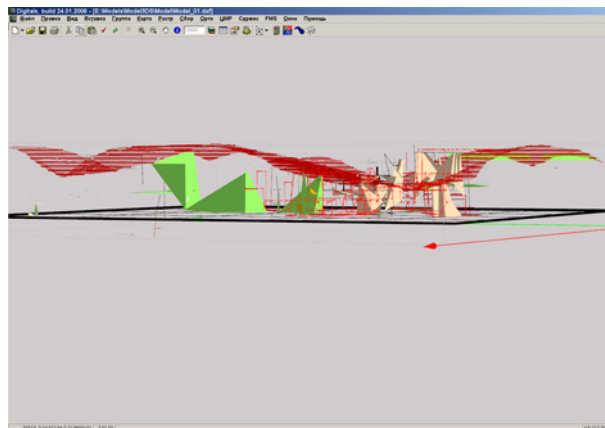 Digitals, build 24.01.2008 - [E:\Models\Model3DS\Model\Model_01.dxf]
Файл Правка Вид Вставка Группа Карта Растр Сбор Орто UMP Сервис FMS Окно Помощь